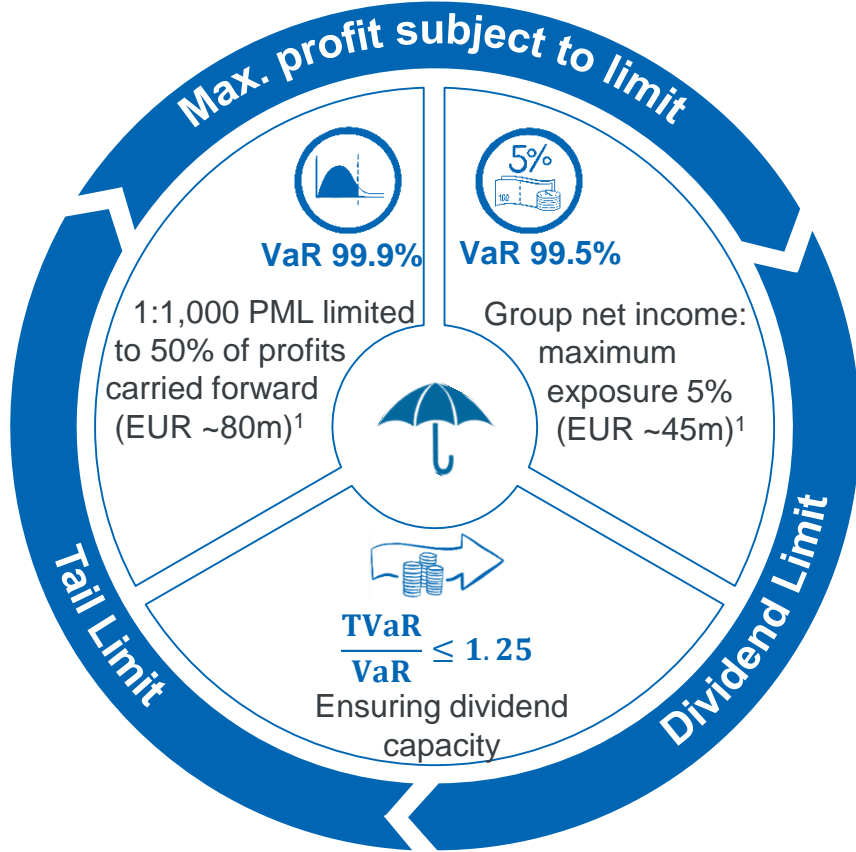 Max. profit subject to limit
VaR 99.9%
1:1,000 PML limited
to 50% of profits
carried forward
(EUR ~80m)¹
5%
100
VaR 99.5%
Group net income:
maximum
exposure 5%
(EUR ~45m)¹
TVaR
VaR
≤ 1.25
Ensuring dividend
capacity
Tail Limit
Dividend Limit